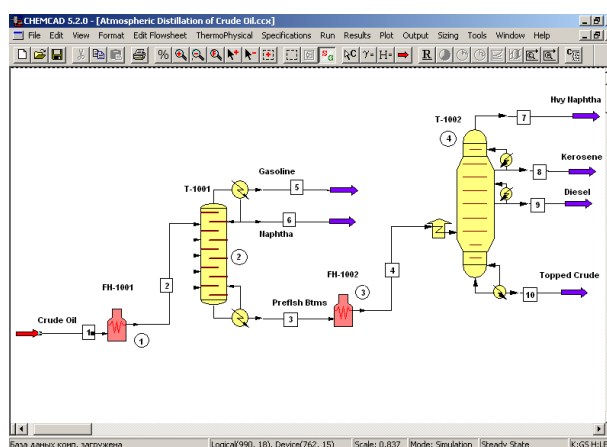 CHEMCAD 5.2.0 - [Atmospheric Distillation of Crude Oil.ccx]
File Edit View Format Edit Flowsheet ThermoPhysical Specifications Run Results Plot Output Sizing Tools Window Help
Hvy Naphtha
7
T-1002
4
Kerosene
8
Diesel
9
Gasoline
T-1001
5
6
Naphtha
2
2
4
FH-1002
3
FH-1001
Topped Crude
10
Preflsh Btms
3
Crude Oil
1
1
База даных комп. загружена Logical(990, 18), Device(762, 15) Scale: 0.837 Mode: Simulation Steady State